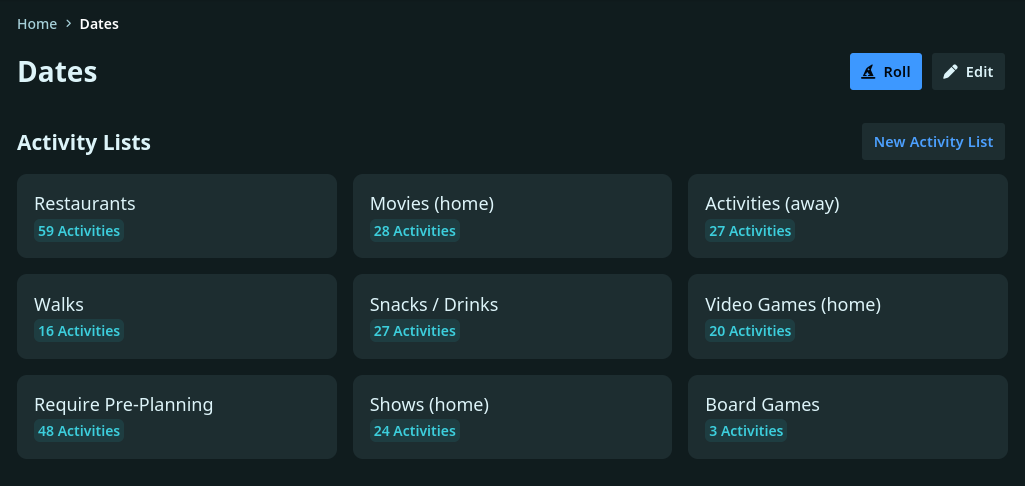 Home > Dates
Dates
Roll
Edit
Activity Lists
New Activity List
Restaurants
59 Activities
Movies (home)
28 Activities
Activities (away)
27 Activities
Walks
16 Activities
Snacks / Drinks
27 Activities
Video Games (home)
20 Activities
Require Pre-Planning
48 Activities
Shows (home)
24 Activities
Board Games
3 Activities